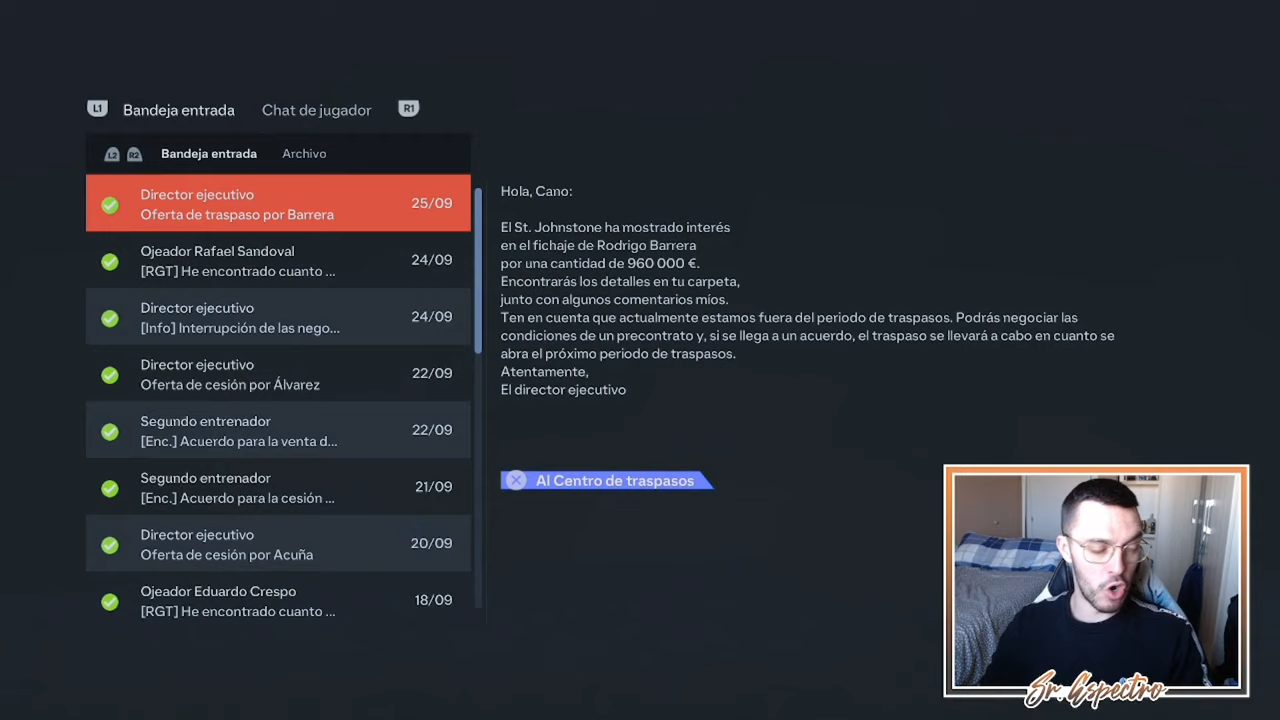 L1 Bandeja entrada Chat de jugador R1
L2 R2 Bandeja entrada Archivo
Director ejecutivo
Oferta de traspaso por Barrera
25/09
Ojeador Rafael Sandoval
[RGT] He encontrado cuanto ...
24/09
Director ejecutivo
[Info] Interrupción de las nego...
24/09
Director ejecutivo
Oferta de cesión por Álvarez
22/09
Segundo entrenador
[Enc.] Acuerdo para la venta d...
22/09
Segundo entrenador
[Enc.] Acuerdo para la cesión ...
21/09
Director ejecutivo
Oferta de cesión por Acuña
20/09
Ojeador Eduardo Crespo
[RGT] He encontrado cuanto ...
18/09
Hola, Cano:
El St. Johnstone ha mostrado interés
en el fichaje de Rodrigo Barrera
por una cantidad de 960 000 €.
Encontrarás los detalles en tu carpeta,
junto con algunos comentarios míos.
Ten en cuenta que actualmente estamos fuera del periodo de traspasos. Podrás negociar las
condiciones de un precontrato y, si se llega a un acuerdo, el traspaso se llevará a cabo en cuanto se
abra el próximo periodo de traspasos.
Atentamente,
El director ejecutivo
Al Centro de traspasos
Sr. Aspectro